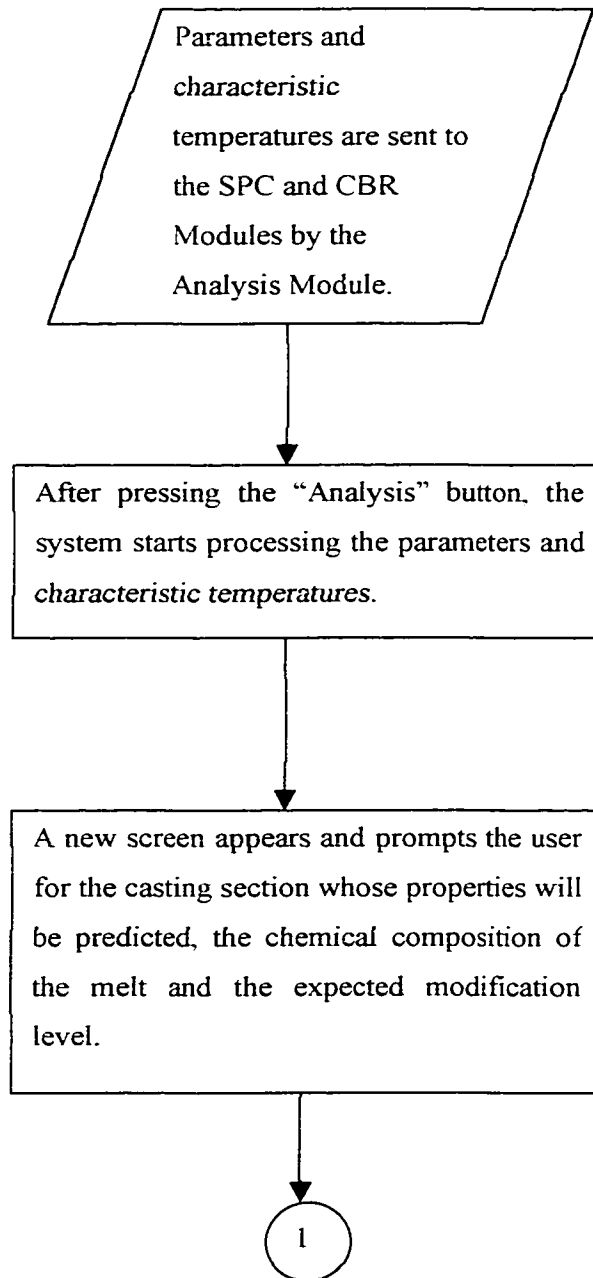 Parameters and
characteristic
temperatures are sent to
the SPC and CBR
Modules by the
Analysis Module.
After pressing the “Analysis” button, the
system starts processing the parameters and
characteristic temperatures.
A new screen appears and prompts the user
for the casting section whose properties will
be predicted, the chemical composition of
the melt and the expected modification
level.
1